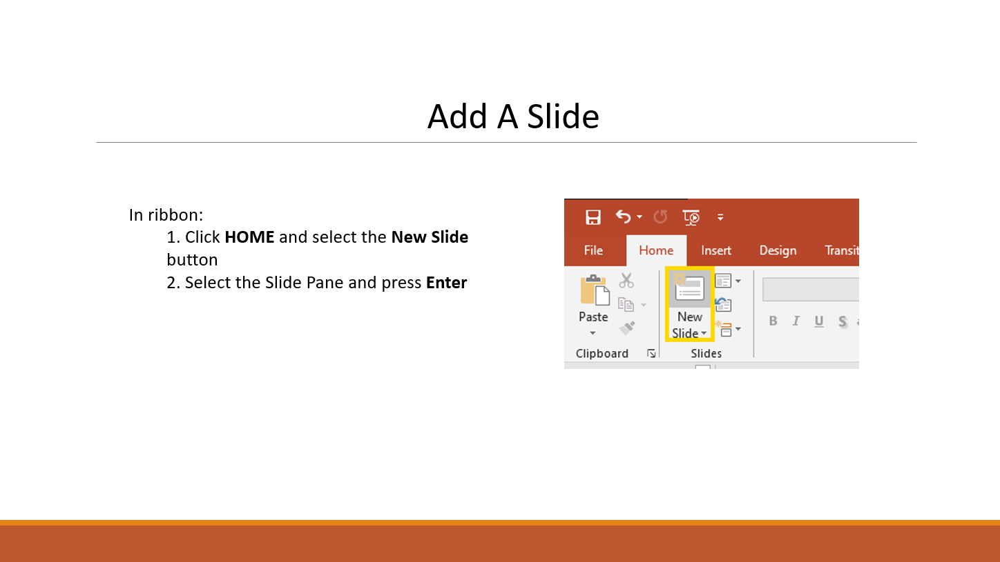 Add A Slide
In ribbon:
1. Click HOME and select the New Slide
button
2. Select the Slide Pane and press Enter
File Home Insert Design Transit
Paste
New
Slide
B I U S
Clipboard
Slides